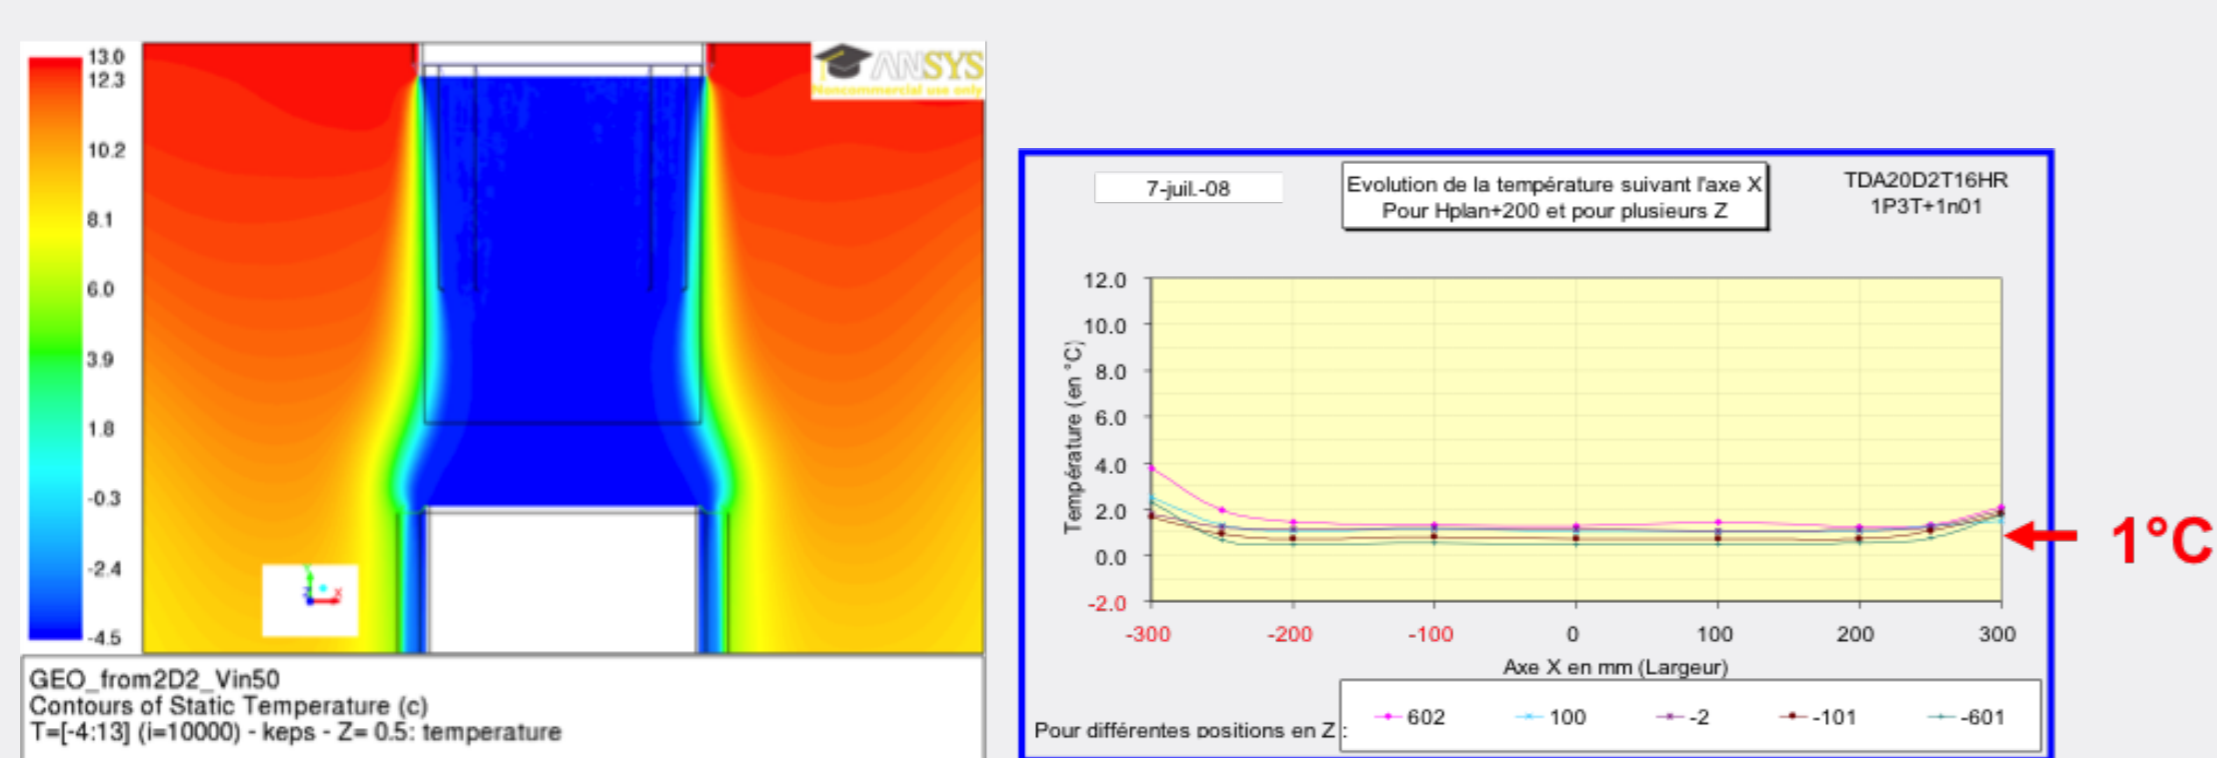 13.0
12.3
10.2
8.1
6.0
3.9
1.8
-0.3
-2.4
-4.5
ANSYS
Noncommercial use only
Y
Z
X
GEO_from2D2_Vin50
Contours of Static Temperature (c)
T=[-4:13] (i=10000) - keps - Z= 0.5: temperature
7-juil.-08
Evolution de la température suivant l'axe X
Pour Hplan+200 et pour plusieurs Z
TDA20D2T16HR
1P3T+1n01
Température (en °C)
12.0
10.0
8.0
6.0
4.0
2.0
0.0
-2.0
-300 -200 -100 0 100 200 300
Axe X en mm (Largeur)
Pour différentes positions en Z :
602 100 -2 -101 -601
1°C